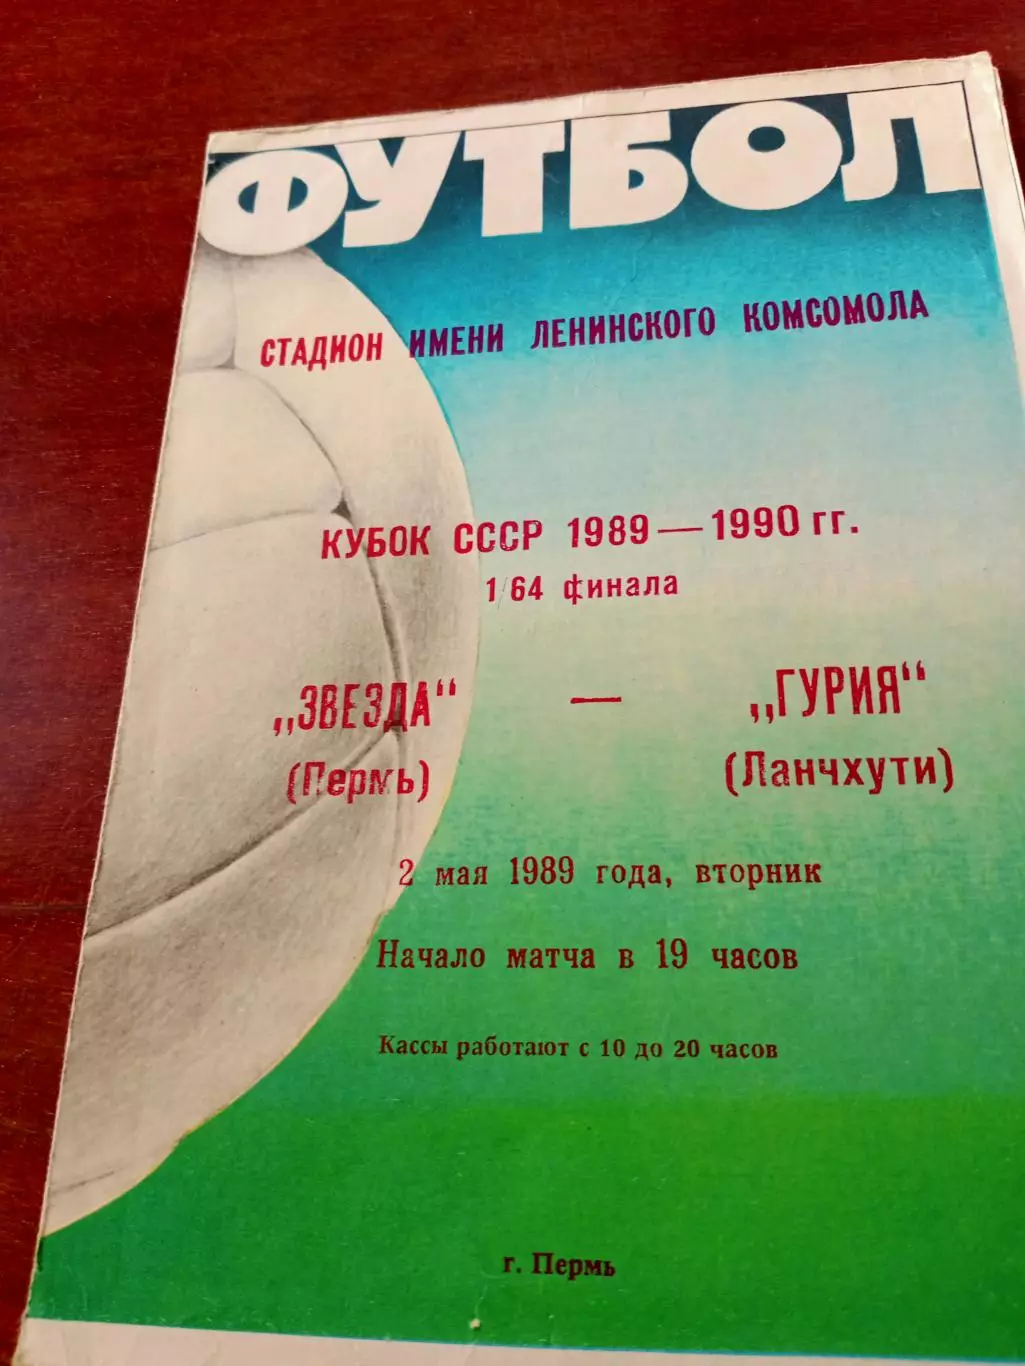 ФУТБОЛ
СТАДИОН ИМЕНИ ЛЕНИНСКОГО КОМСОМОЛА
КУБОК СССР 1989 — 1990 гг.
1/64 финала
„ЗВЕЗДА“ — „ГУРИЯ“
(Пермь) (Ланчхути)
2 мая 1989 года, вторник
Начало матча в 19 часов
Кассы работают с 10 до 20 часов
г. Пермь